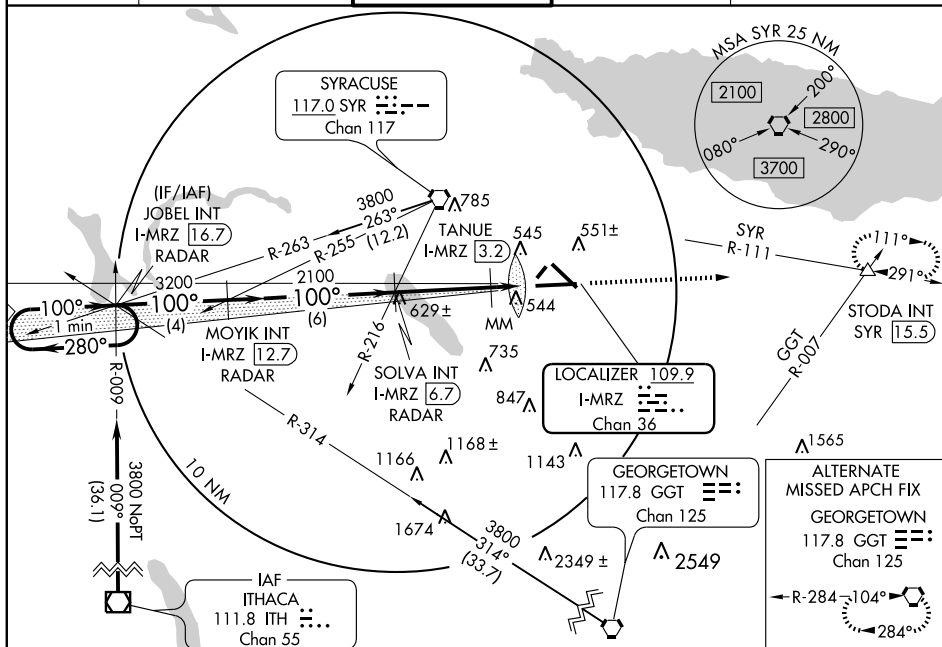 MSA SYR 25 NM
2100
200°
2800
080°
290°
3700
SYRACUSE
117.0 SYR
Chan 117
785
(IF/IAF)
JOBEL INT
I-MRZ 16.7
RADAR
3800
263°
(12.2)
R-263
R-255
TANUE
I-MRZ 3.2
545
551±
SYR
R-111
111°
291°
3200
2100
100°
100°
100°
1 min
(4)
(6)
280°
629±
544
MM
STODA INT
SYR 15.5
MOYIK INT
I-MRZ 12.7
RADAR
R-216
SOLVA INT
I-MRZ 6.7
RADAR
735
GGT
R-007
R-009
LOCALIZER 109.9
I-MRZ
Chan 36
847
R-314
1166
1168±
1143
1565
10 NM
3800 NoPT
009°
(36.1)
GEORGETOWN
117.8 GGT
Chan 125
1674
3800
314°
(33.7)
2349±
2549
ALTERNATE
MISSED APCH FIX
GEORGETOWN
117.8 GGT
Chan 125
R-284
104°
284°
IAF
ITHACA
111.8 ITH
Chan 55